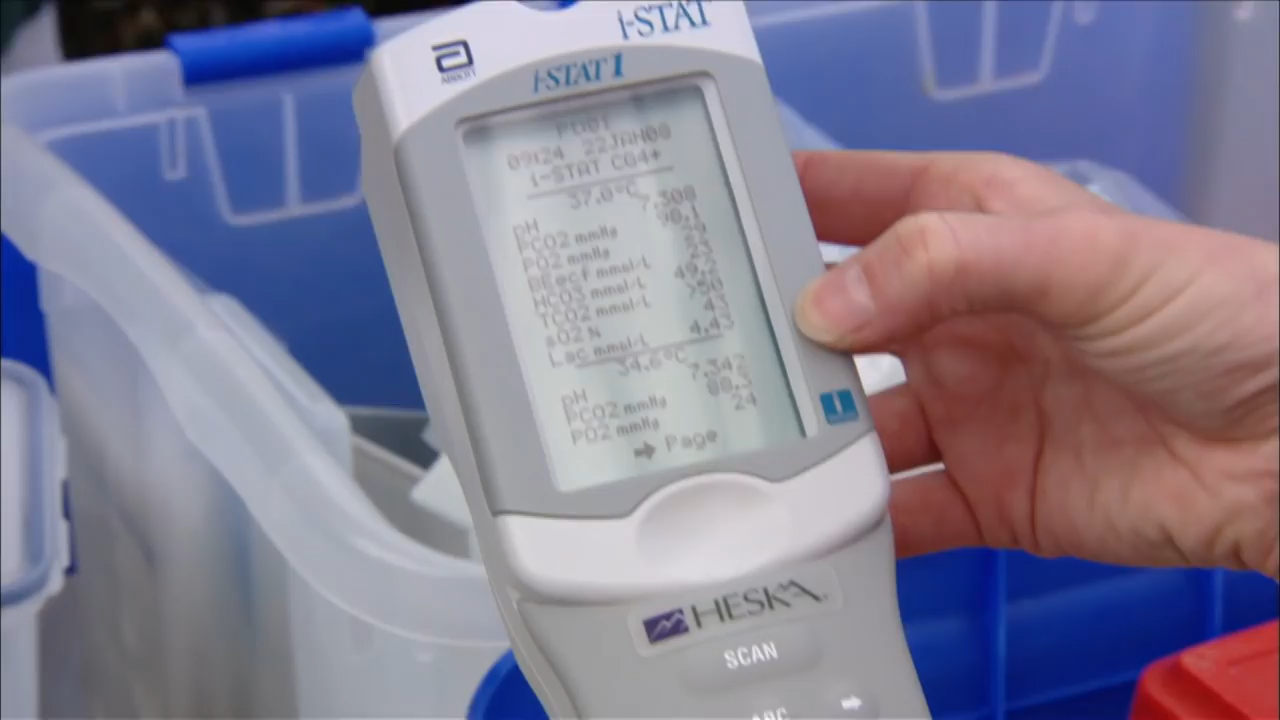 i-STAT
a
ABBOTT
i-STAT 1
09:24 22JAN08
i-STAT CG4+
37.0°C
pH 7.308
PCO2 mmHg
PO2 mmHg
BEecf mmol/L
HCO3 mmol/L
TCO2 mmol/L
sO2 %
Lac mmol/L
34.6°C
pH 7.342
PCO2 mmHg
PO2 mmHg 24
➡ Page
HESKA
SCAN
ABC